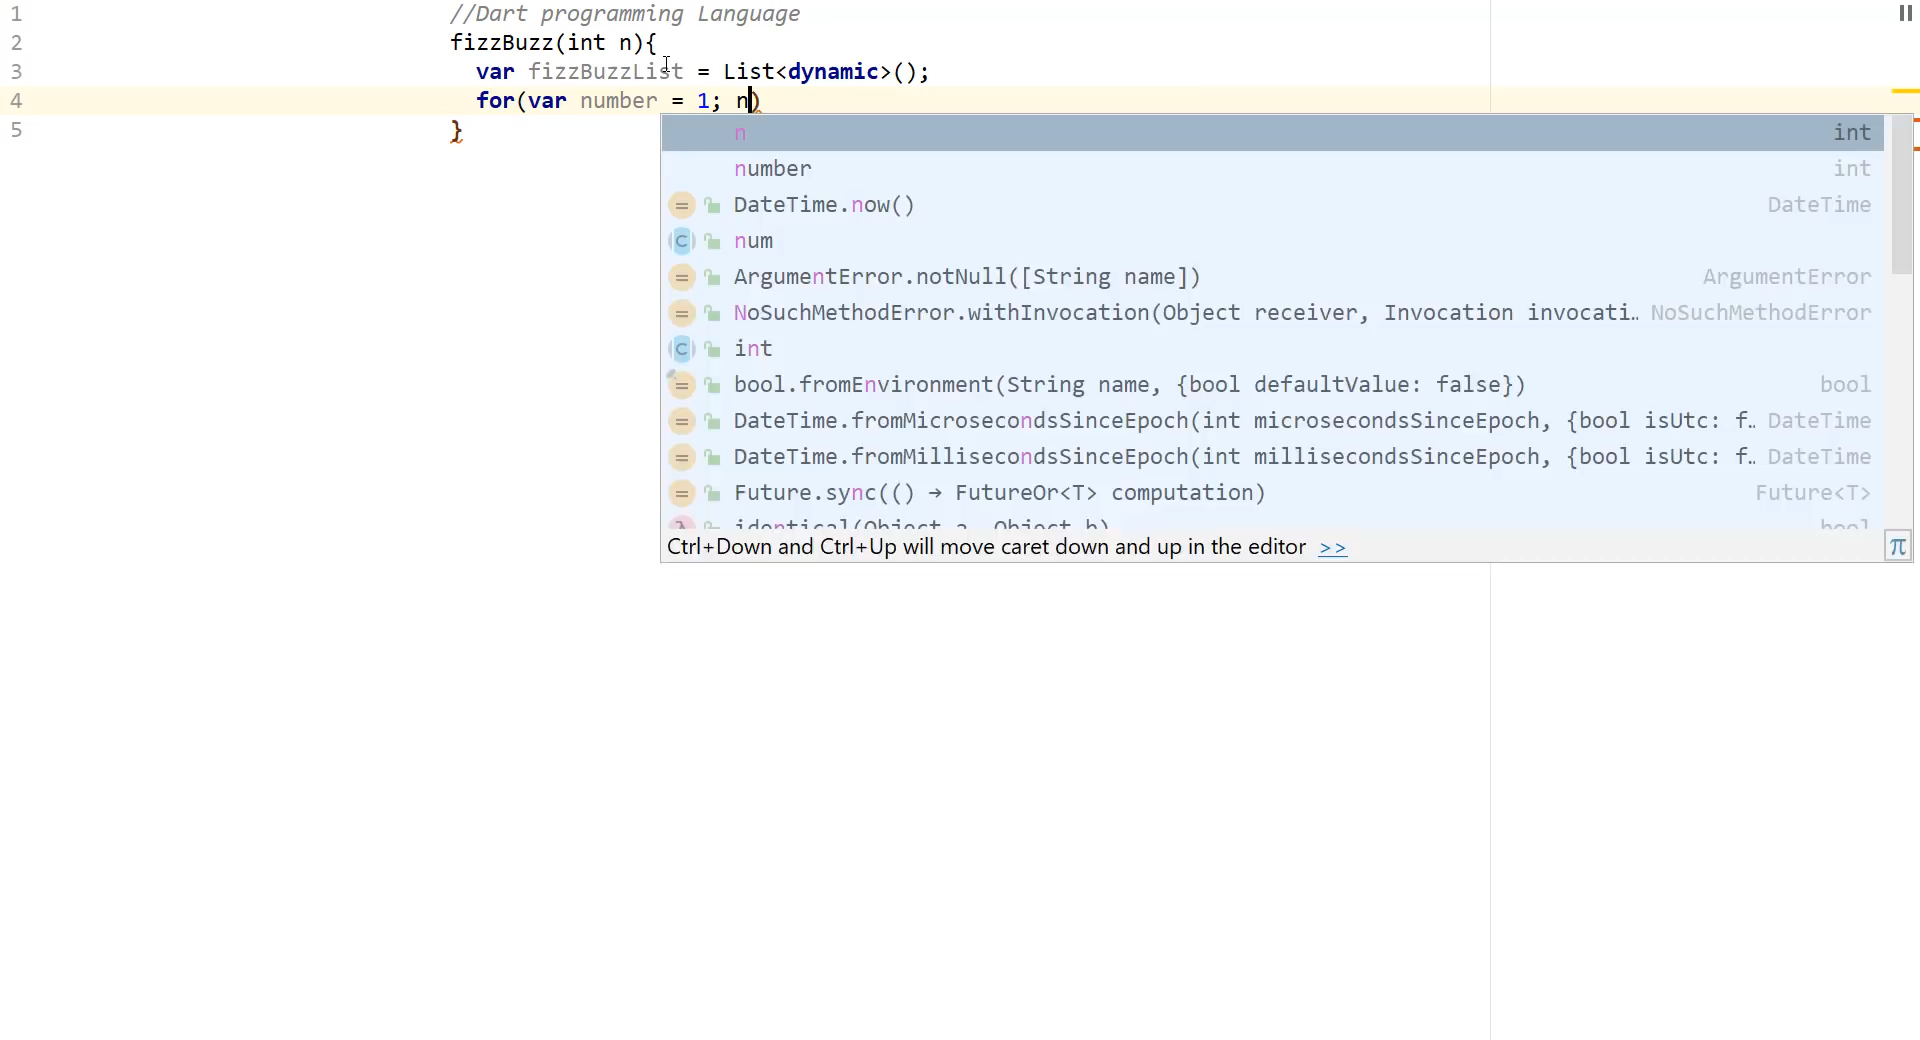 1 //Dart programming Language
2 fizzBuzz(int n){
3 var fizzBuzzList = List<dynamic>();
4 for(var number = 1; n)
5 }
n int
number int
= DateTime.now() DateTime
C num
= ArgumentError.notNull([String name]) ArgumentError
= NoSuchMethodError.withInvocation(Object receiver, Invocation invocati.. NoSuchMethodError
C int
= bool.fromEnvironment(String name, {bool defaultValue: false}) bool
= DateTime.fromMicrosecondsSinceEpoch(int microsecondsSinceEpoch, {bool isUtc: f.. DateTime
= DateTime.fromMillisecondsSinceEpoch(int millisecondsSinceEpoch, {bool isUtc: f.. DateTime
= Future.sync(() → FutureOr<T> computation) Future<T>
λ identical(Object a, Object b) bool
Ctrl+Down and Ctrl+Up will move caret down and up in the editor >> π